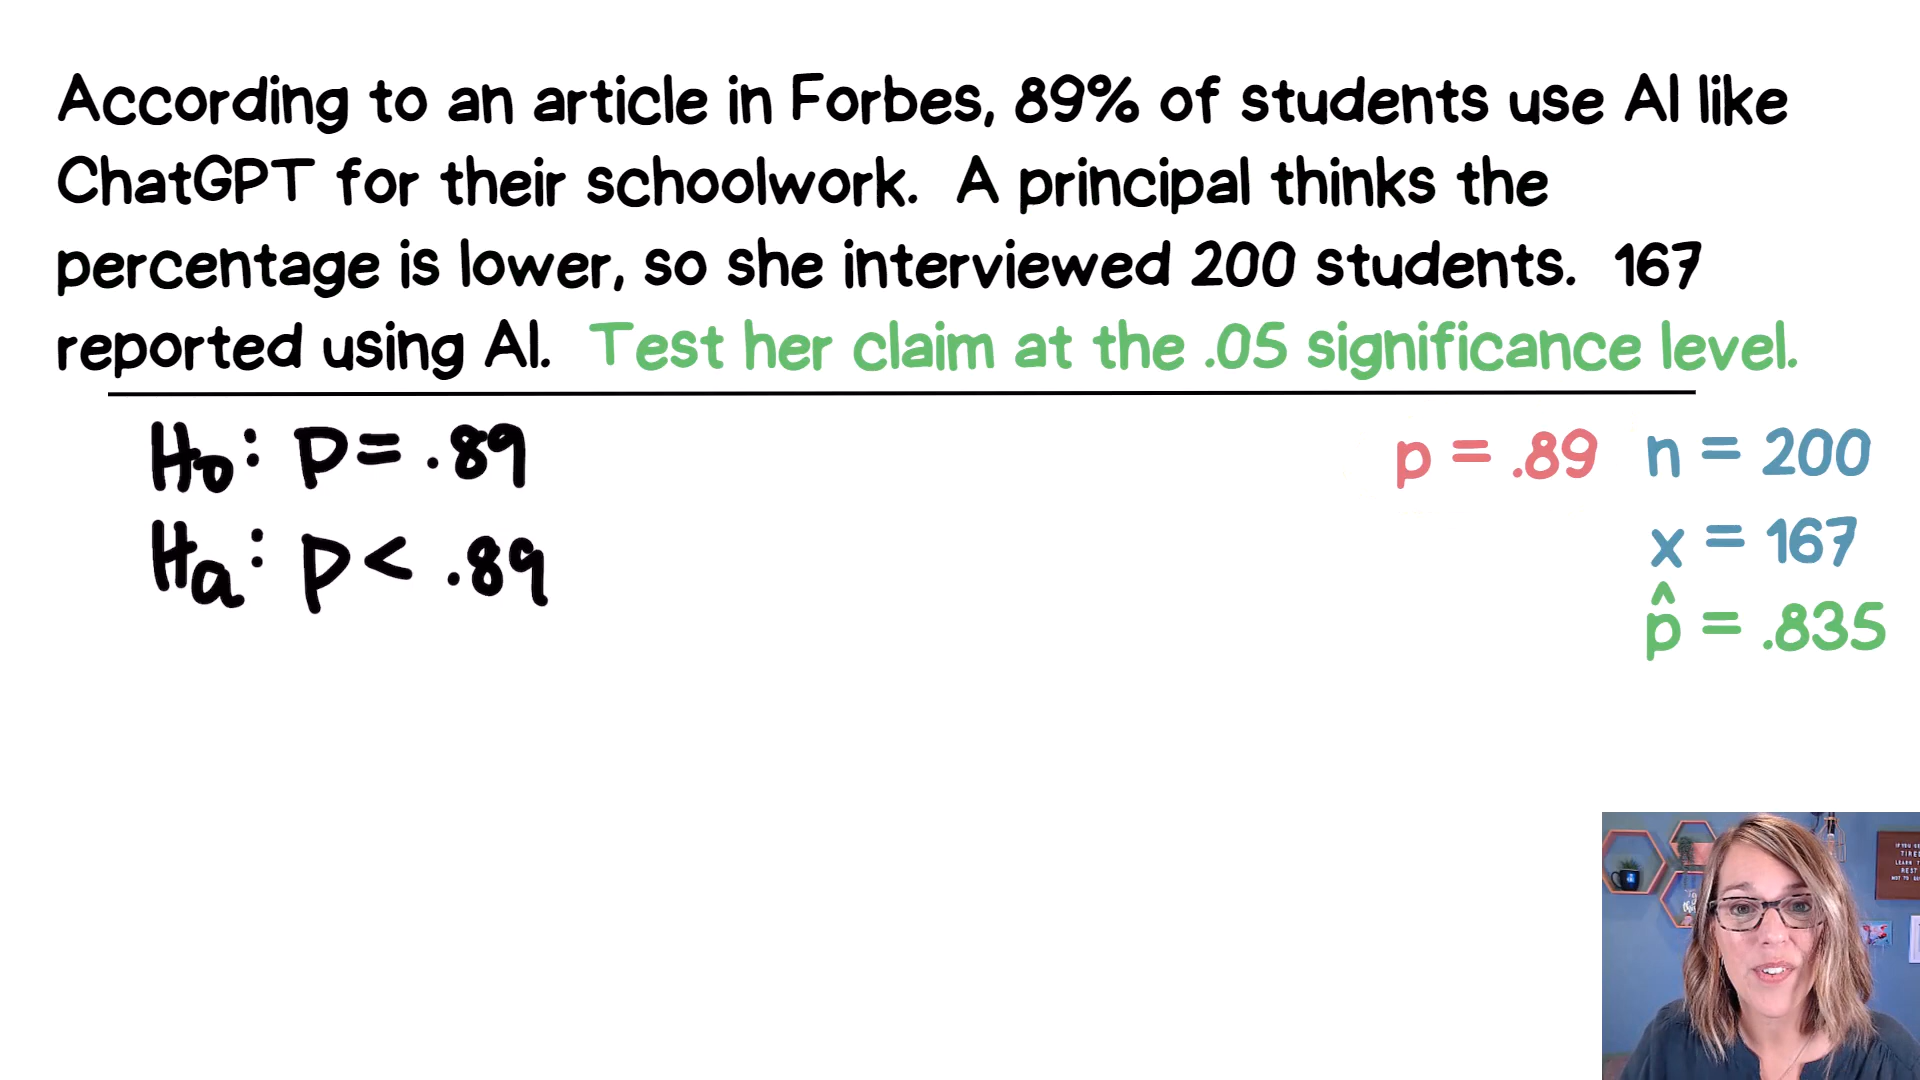 According to an article in Forbes, 89% of students use AI like
ChatGPT for their schoolwork. A principal thinks the
percentage is lower, so she interviewed 200 students. 167
reported using AI. Test her claim at the .05 significance level.
H₀: p = .89
Hₐ: p < .89
p = .89 n = 200
x = 167
p̂ = .835